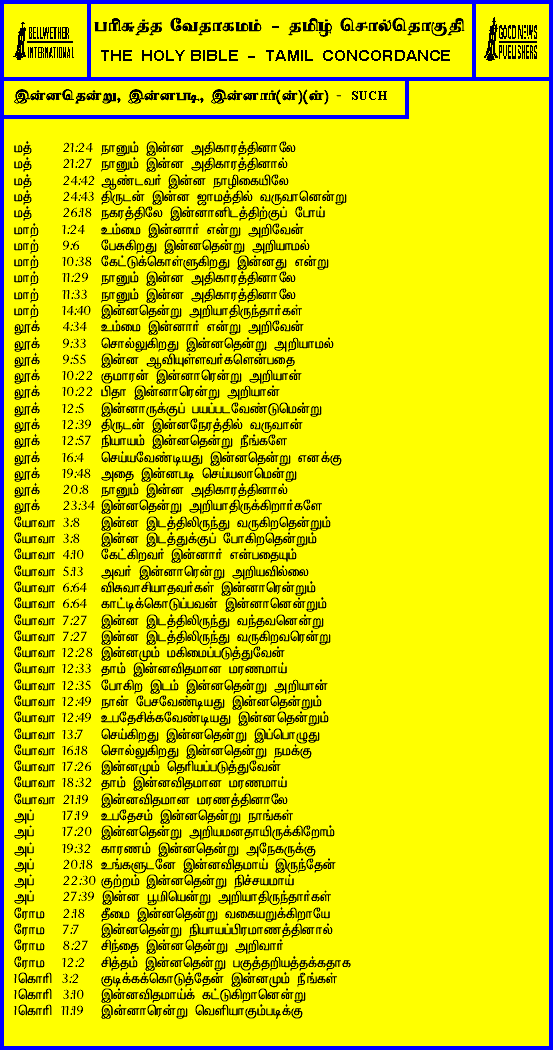 BELLWETHER
INTERNATIONAL
பரிசுத்த வேதாகமம் - தமிழ் சொல்தொகுதி
THE HOLY BIBLE - TAMIL CONCORDANCE
GOOD NEWS
PUBLISHERS
இன்னதென்று, இன்னபடி, இன்னார்(ன்)(ள்) - SUCH
மத் 21:24 நானும் இன்ன அதிகாரத்தினாலே
மத் 21:27 நானும் இன்ன அதிகாரத்தினால்
மத் 24:42 ஆண்டவர் இன்ன நாழிகையிலே
மத் 24:43 திருடன் இன்ன ஜாமத்தில் வருவானென்று
மத் 26:18 நகரத்திலே இன்னானிடத்திற்குப் போய்
மாற் 1:24 உம்மை இன்னார் என்று அறிவேன்
மாற் 9:6 பேசுகிறது இன்னதென்று அறியாமல்
மாற் 10:38 கேட்டுக்கொள்ளுகிறது இன்னது என்று
மாற் 11:29 நானும் இன்ன அதிகாரத்தினாலே
மாற் 11:33 நானும் இன்ன அதிகாரத்தினாலே
மாற் 14:40 இன்னதென்று அறியாதிருந்தார்கள்
லூக் 4:34 உம்மை இன்னார் என்று அறிவேன்
லூக் 9:33 சொல்லுகிறது இன்னதென்று அறியாமல்
லூக் 9:55 இன்ன ஆவியுள்ளவர்களென்பதை
லூக் 10:22 குமாரன் இன்னாரென்று அறியான்
லூக் 10:22 பிதா இன்னாரென்று அறியான்
லூக் 12:5 இன்னாருக்குப் பயப்படவேண்டுமென்று
லூக் 12:39 திருடன் இன்னநேரத்தில் வருவான்
லூக் 12:57 நியாயம் இன்னதென்று நீங்களே
லூக் 16:4 செய்யவேண்டியது இன்னதென்று எனக்கு
லூக் 19:48 அதை இன்னபடி செய்யலாமென்று
லூக் 20:8 நானும் இன்ன அதிகாரத்தினால்
லூக் 23:34 இன்னதென்று அறியாதிருக்கிறார்களே
யோவா 3:8 இன்ன இடத்திலிருந்து வருகிறதென்றும்
யோவா 3:8 இன்ன இடத்துக்குப் போகிறதென்றும்
யோவா 4:10 கேட்கிறவர் இன்னார் என்பதையும்
யோவா 5:13 அவர் இன்னாரென்று அறியவில்லை
யோவா 6:64 விசுவாசியாதவர்கள் இன்னாரென்றும்
யோவா 6:64 காட்டிக்கொடுப்பவன் இன்னானென்றும்
யோவா 7:27 இன்ன இடத்திலிருந்து வந்தவனென்று
யோவா 7:27 இன்ன இடத்திலிருந்து வருகிறவரென்று
யோவா 12:28 இன்னமும் மகிமைப்படுத்துவேன்
யோவா 12:33 தாம் இன்னவிதமான மரணமாய்
யோவா 12:35 போகிற இடம் இன்னதென்று அறியான்
யோவா 12:49 நான் பேசவேண்டியது இன்னதென்றும்
யோவா 12:49 உபதேசிக்கவேண்டியது இன்னதென்றும்
யோவா 13:7 செய்கிறது இன்னதென்று இப்பொழுது
யோவா 16:18 சொல்லுகிறது இன்னதென்று நமக்கு
யோவா 17:26 இன்னமும் தெரியப்படுத்துவேன்
யோவா 18:32 தாம் இன்னவிதமான மரணமாய்
யோவா 21:19 இன்னவிதமான மரணத்தினாலே
அப் 17:19 உபதேசம் இன்னதென்று நாங்கள்
அப் 17:20 இன்னதென்று அறியமனதாயிருக்கிறோம்
அப் 19:32 காரணம் இன்னதென்று அநேகருக்கு
அப் 20:18 உங்களுடனே இன்னவிதமாய் இருந்தேன்
அப் 22:30 குற்றம் இன்னதென்று நிச்சயமாய்
அப் 27:39 இன்ன பூமியென்று அறியாதிருந்தார்கள்
ரோம 2:18 தீமை இன்னதென்று வகையறுக்கிறாயே
ரோம 7:7 இன்னதென்று நியாயப்பிரமாணத்தினால்
ரோம 8:27 சிந்தை இன்னதென்று அறிவார்
ரோம 12:2 சித்தம் இன்னதென்று பகுத்தறியத்தக்கதாக
1கொரி 3:2 குடிக்கக்கொடுத்தேன் இன்னமும் நீங்கள்
1கொரி 3:10 இன்னவிதமாய்க் கட்டுகிறானென்று
1கொரி 11:19 இன்னாரென்று வெளியாகும்படிக்கு